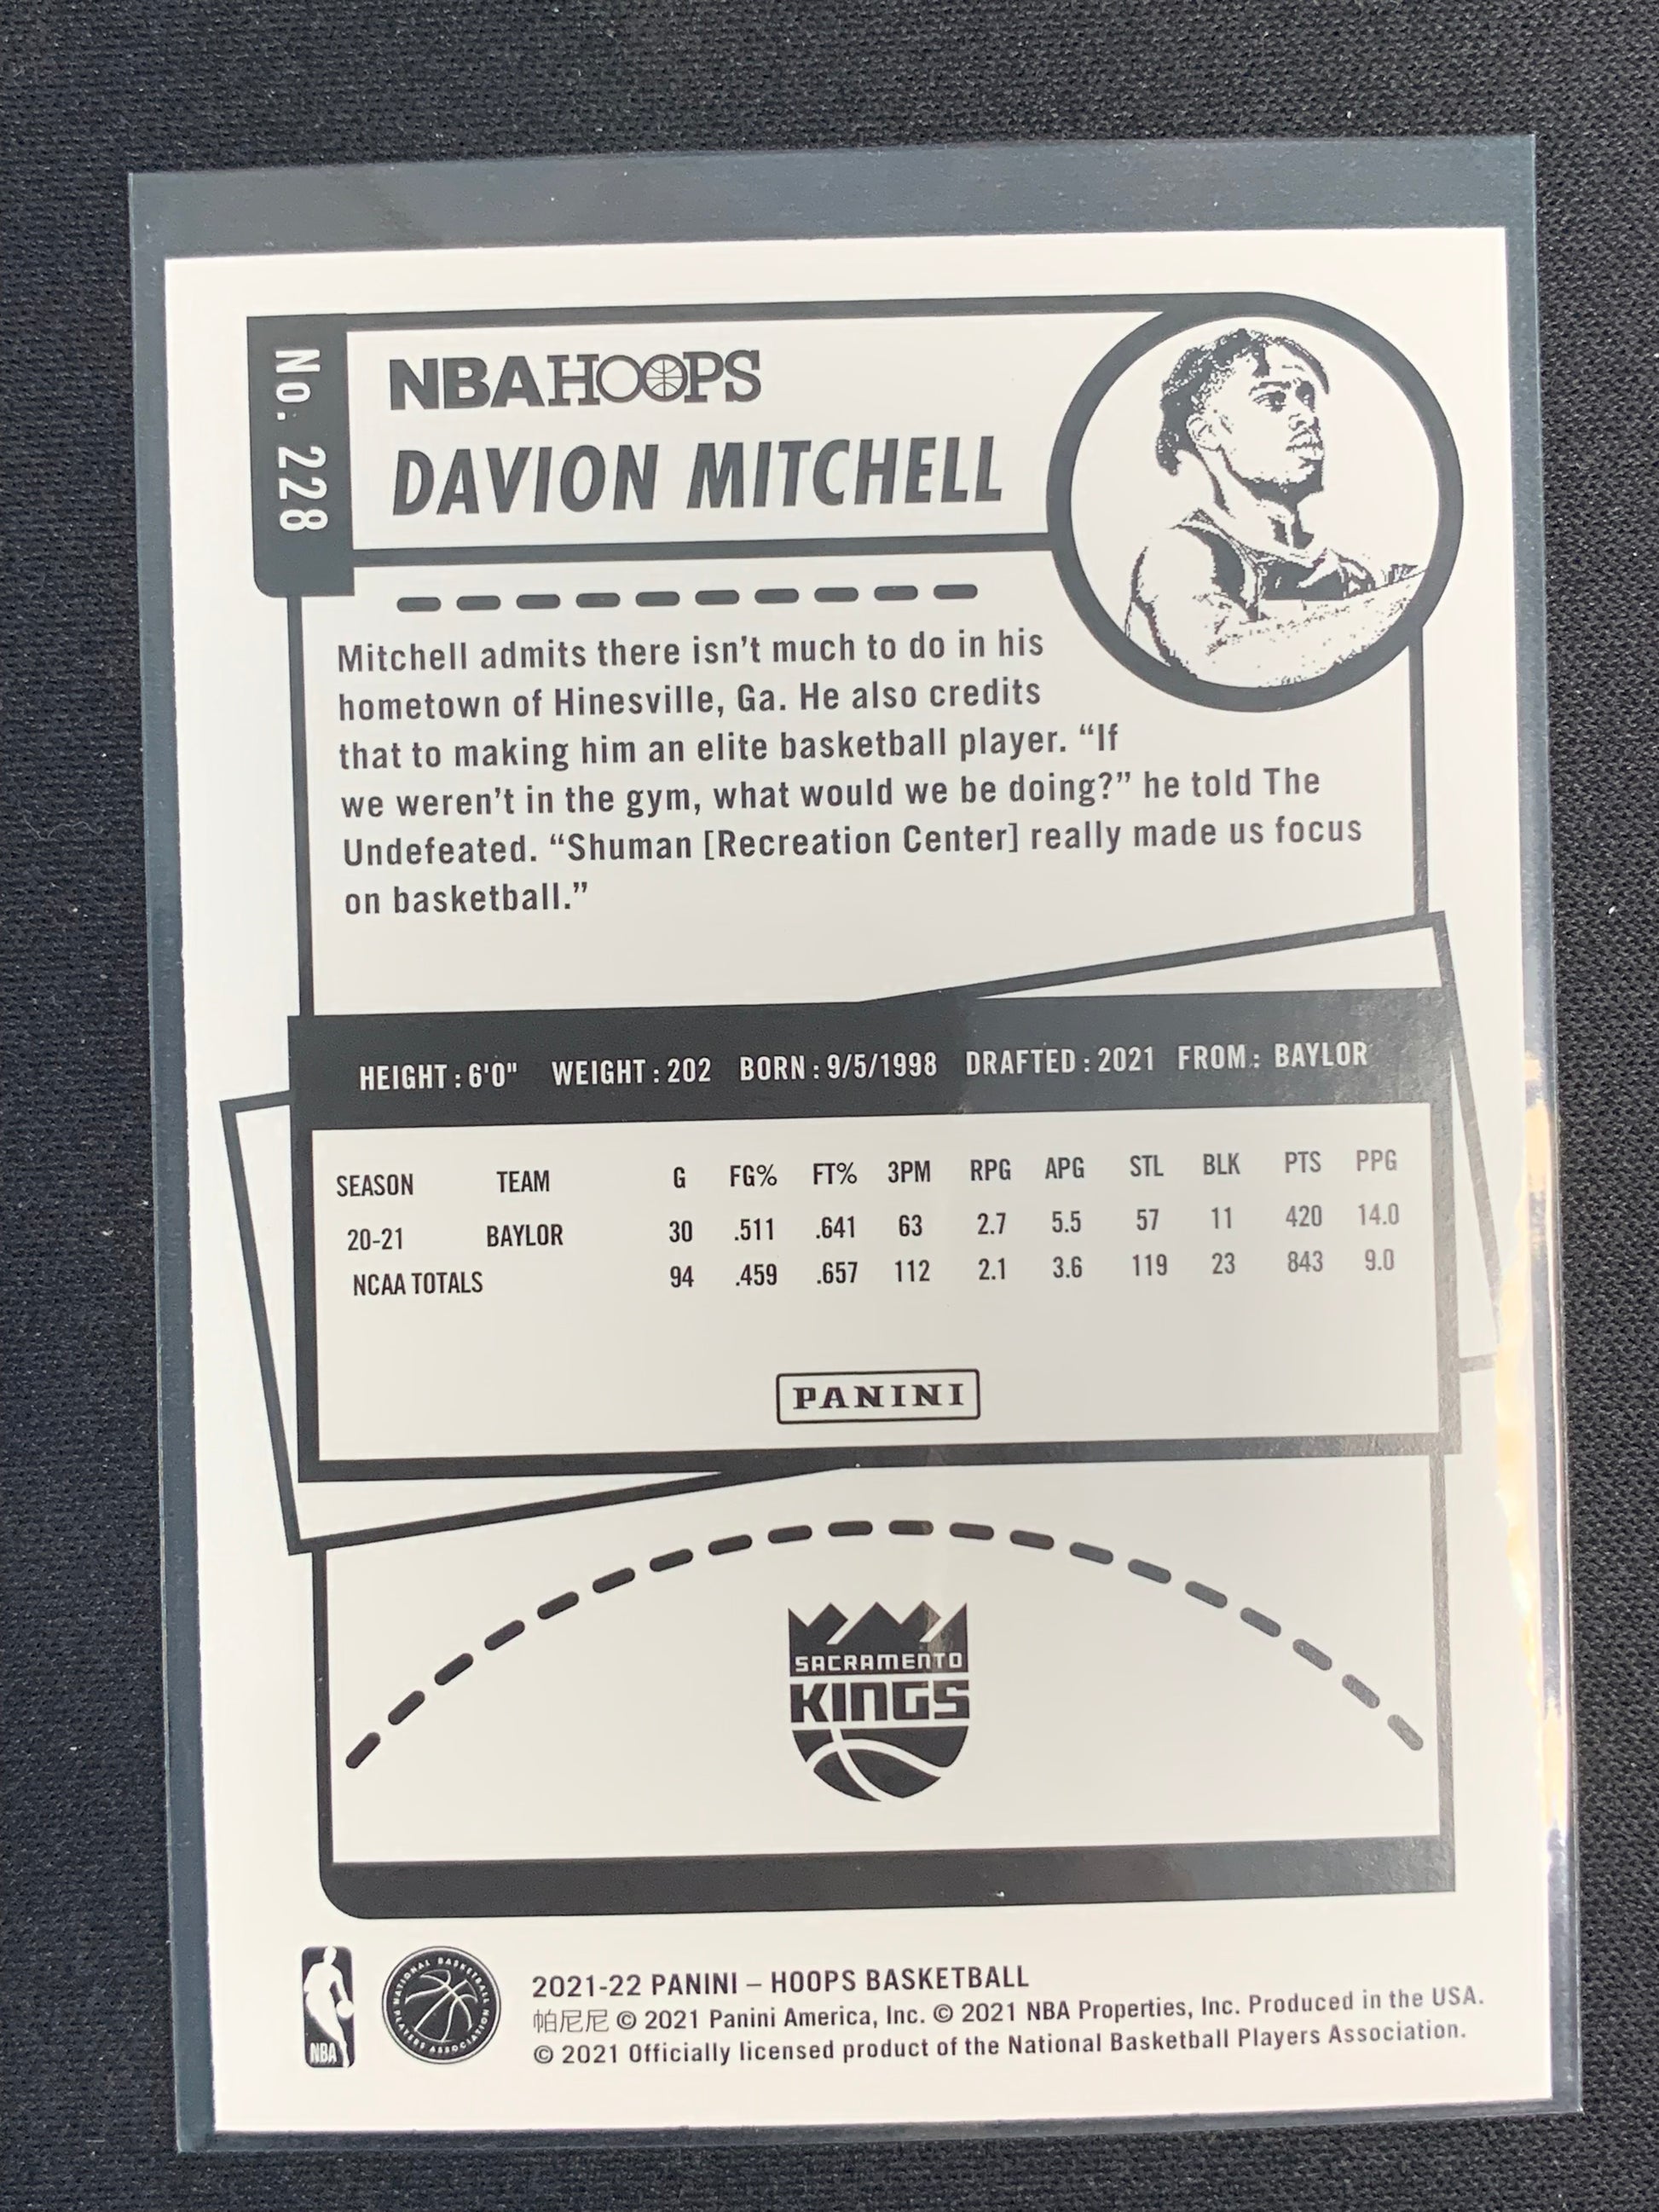 No. 228
NBA HOOPS
DAVION MITCHELL
Mitchell admits there isn't much to do in his
hometown of Hinesville, Ga. He also credits
that to making him an elite basketball player. “If
we weren't in the gym, what would we be doing?” he told The
Undefeated. “Shuman [Recreation Center] really made us focus
on basketball.”
HEIGHT : 6'0" WEIGHT : 202 BORN : 9/5/1998 DRAFTED : 2021 FROM : BAYLOR
SEASON TEAM G FG% FT% 3PM RPG APG STL BLK PTS PPG
20-21 BAYLOR 30 .511 .641 63 2.7 5.5 57 11 420 14.0
NCAA TOTALS 94 .459 .657 112 2.1 3.6 119 23 843 9.0
PANINI
SACRAMENTO
KINGS
NBA
NATIONAL BASKETBALL PLAYERS ASSOCIATION
2021-22 PANINI – HOOPS BASKETBALL
帕尼尼 © 2021 Panini America, Inc. © 2021 NBA Properties, Inc. Produced in the USA.
© 2021 Officially licensed product of the National Basketball Players Association.